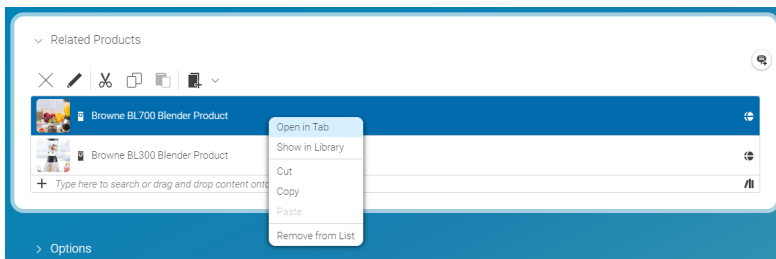 Related Products
Browne BL700 Blender Product
Open in Tab
Show in Library
Browne BL300 Blender Product
Cut
Type here to search or drag and drop content onto
Copy
Paste
Remove from List
Options